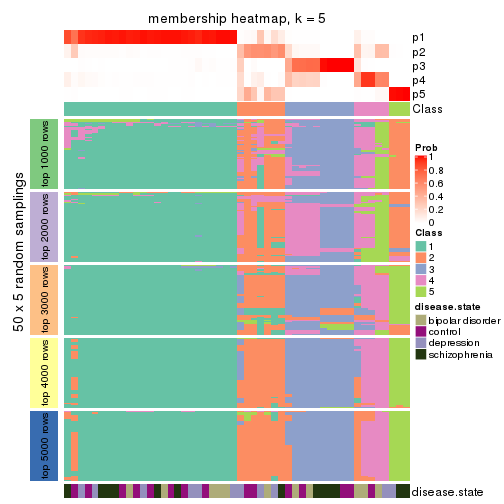 membership heatmap, k = 5
p1
p2
p3
p4
p5
Class
50 x 5 random samplings
top 1000 rows
top 2000 rows
top 3000 rows
top 4000 rows
top 5000 rows
Prob
1
0.8
0.6
0.4
0.2
0
Class
1
2
3
4
5
disease.state
bipolar disorder
control
depression
schizophrenia
disease.state